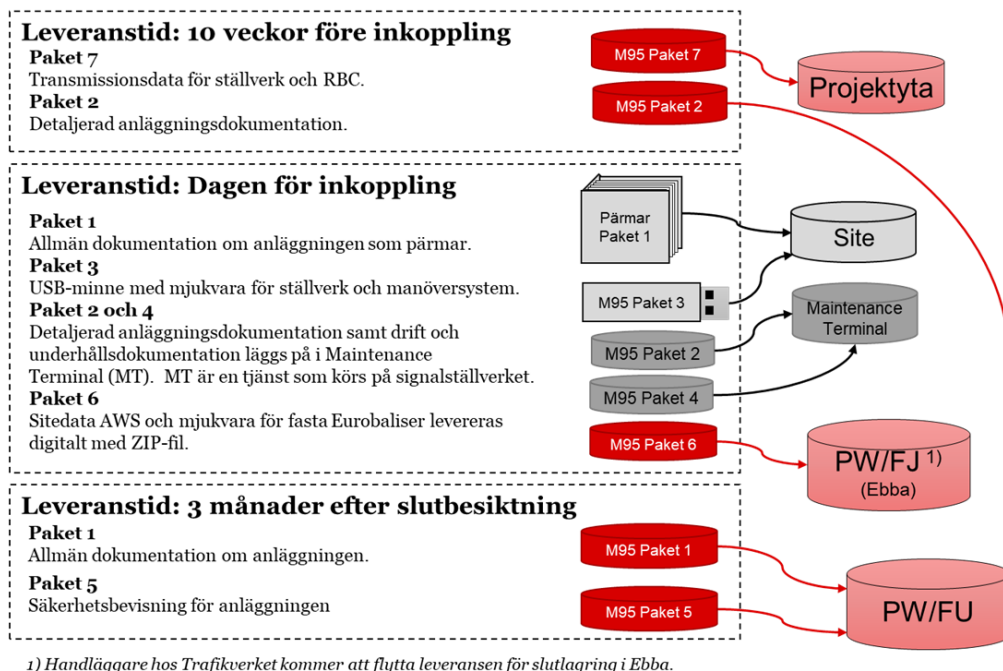 Leveranstid: 10 veckor före inkoppling
Paket 7
Transmissionsdata för ställverk och RBC.
Paket 2
Detaljerad anläggningsdokumentation.
M95 Paket 7
M95 Paket 2
Projektyta
Leveranstid: Dagen för inkoppling
Paket 1
Allmän dokumentation om anläggningen som pärmar.
Paket 3
USB-minne med mjukvara för ställverk och manöversystem.
Paket 2 och 4
Detaljerad anläggningsdokumentation samt drift och
underhållsdokumentation läggs på i Maintenance
Terminal (MT). MT är en tjänst som körs på signalställverket.
Paket 6
Sitedata AWS och mjukvara för fasta Eurobaliser levereras
digitalt med ZIP-fil.
Pärmar
Paket 1
M95 Paket 3
M95 Paket 2
M95 Paket 4
M95 Paket 6
Site
Maintenance
Terminal
PW/FJ 1)
(Ebba)
Leveranstid: 3 månader efter slutbesiktning
Paket 1
Allmän dokumentation om anläggningen.
Paket 5
Säkerhetsbevisning för anläggningen
M95 Paket 1
M95 Paket 5
PW/FU
1) Handläggare hos Trafikverket kommer att flytta leveransen för slutlagring i Ebba.